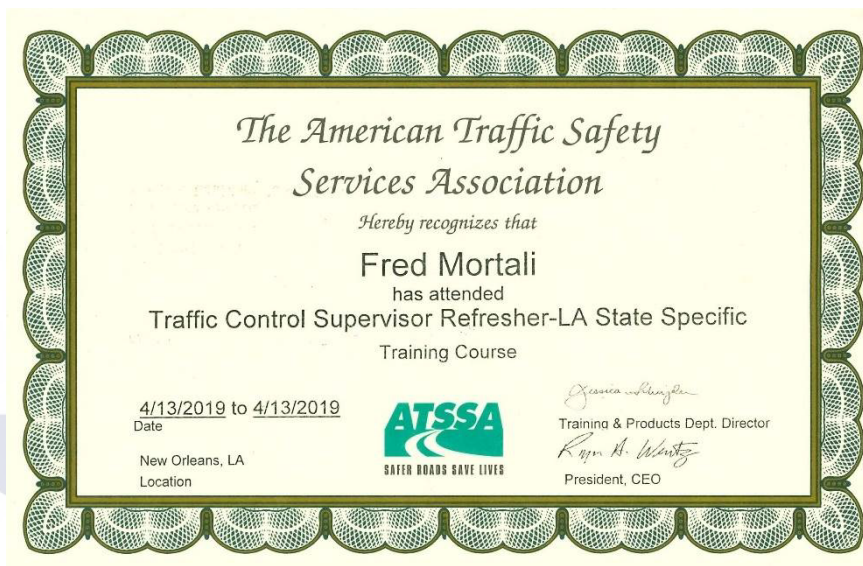 The American Traffic Safety
Services Association
Hereby recognizes that
Fred Mortali
has attended
Traffic Control Supervisor Refresher-LA State Specific
Training Course
4/13/2019 to 4/13/2019
Date
New Orleans, LA
Location
ATSSA
SAFER ROADS SAVE LIVES
Jessica
Training & Products Dept. Director
A. Wentz
President, CEO